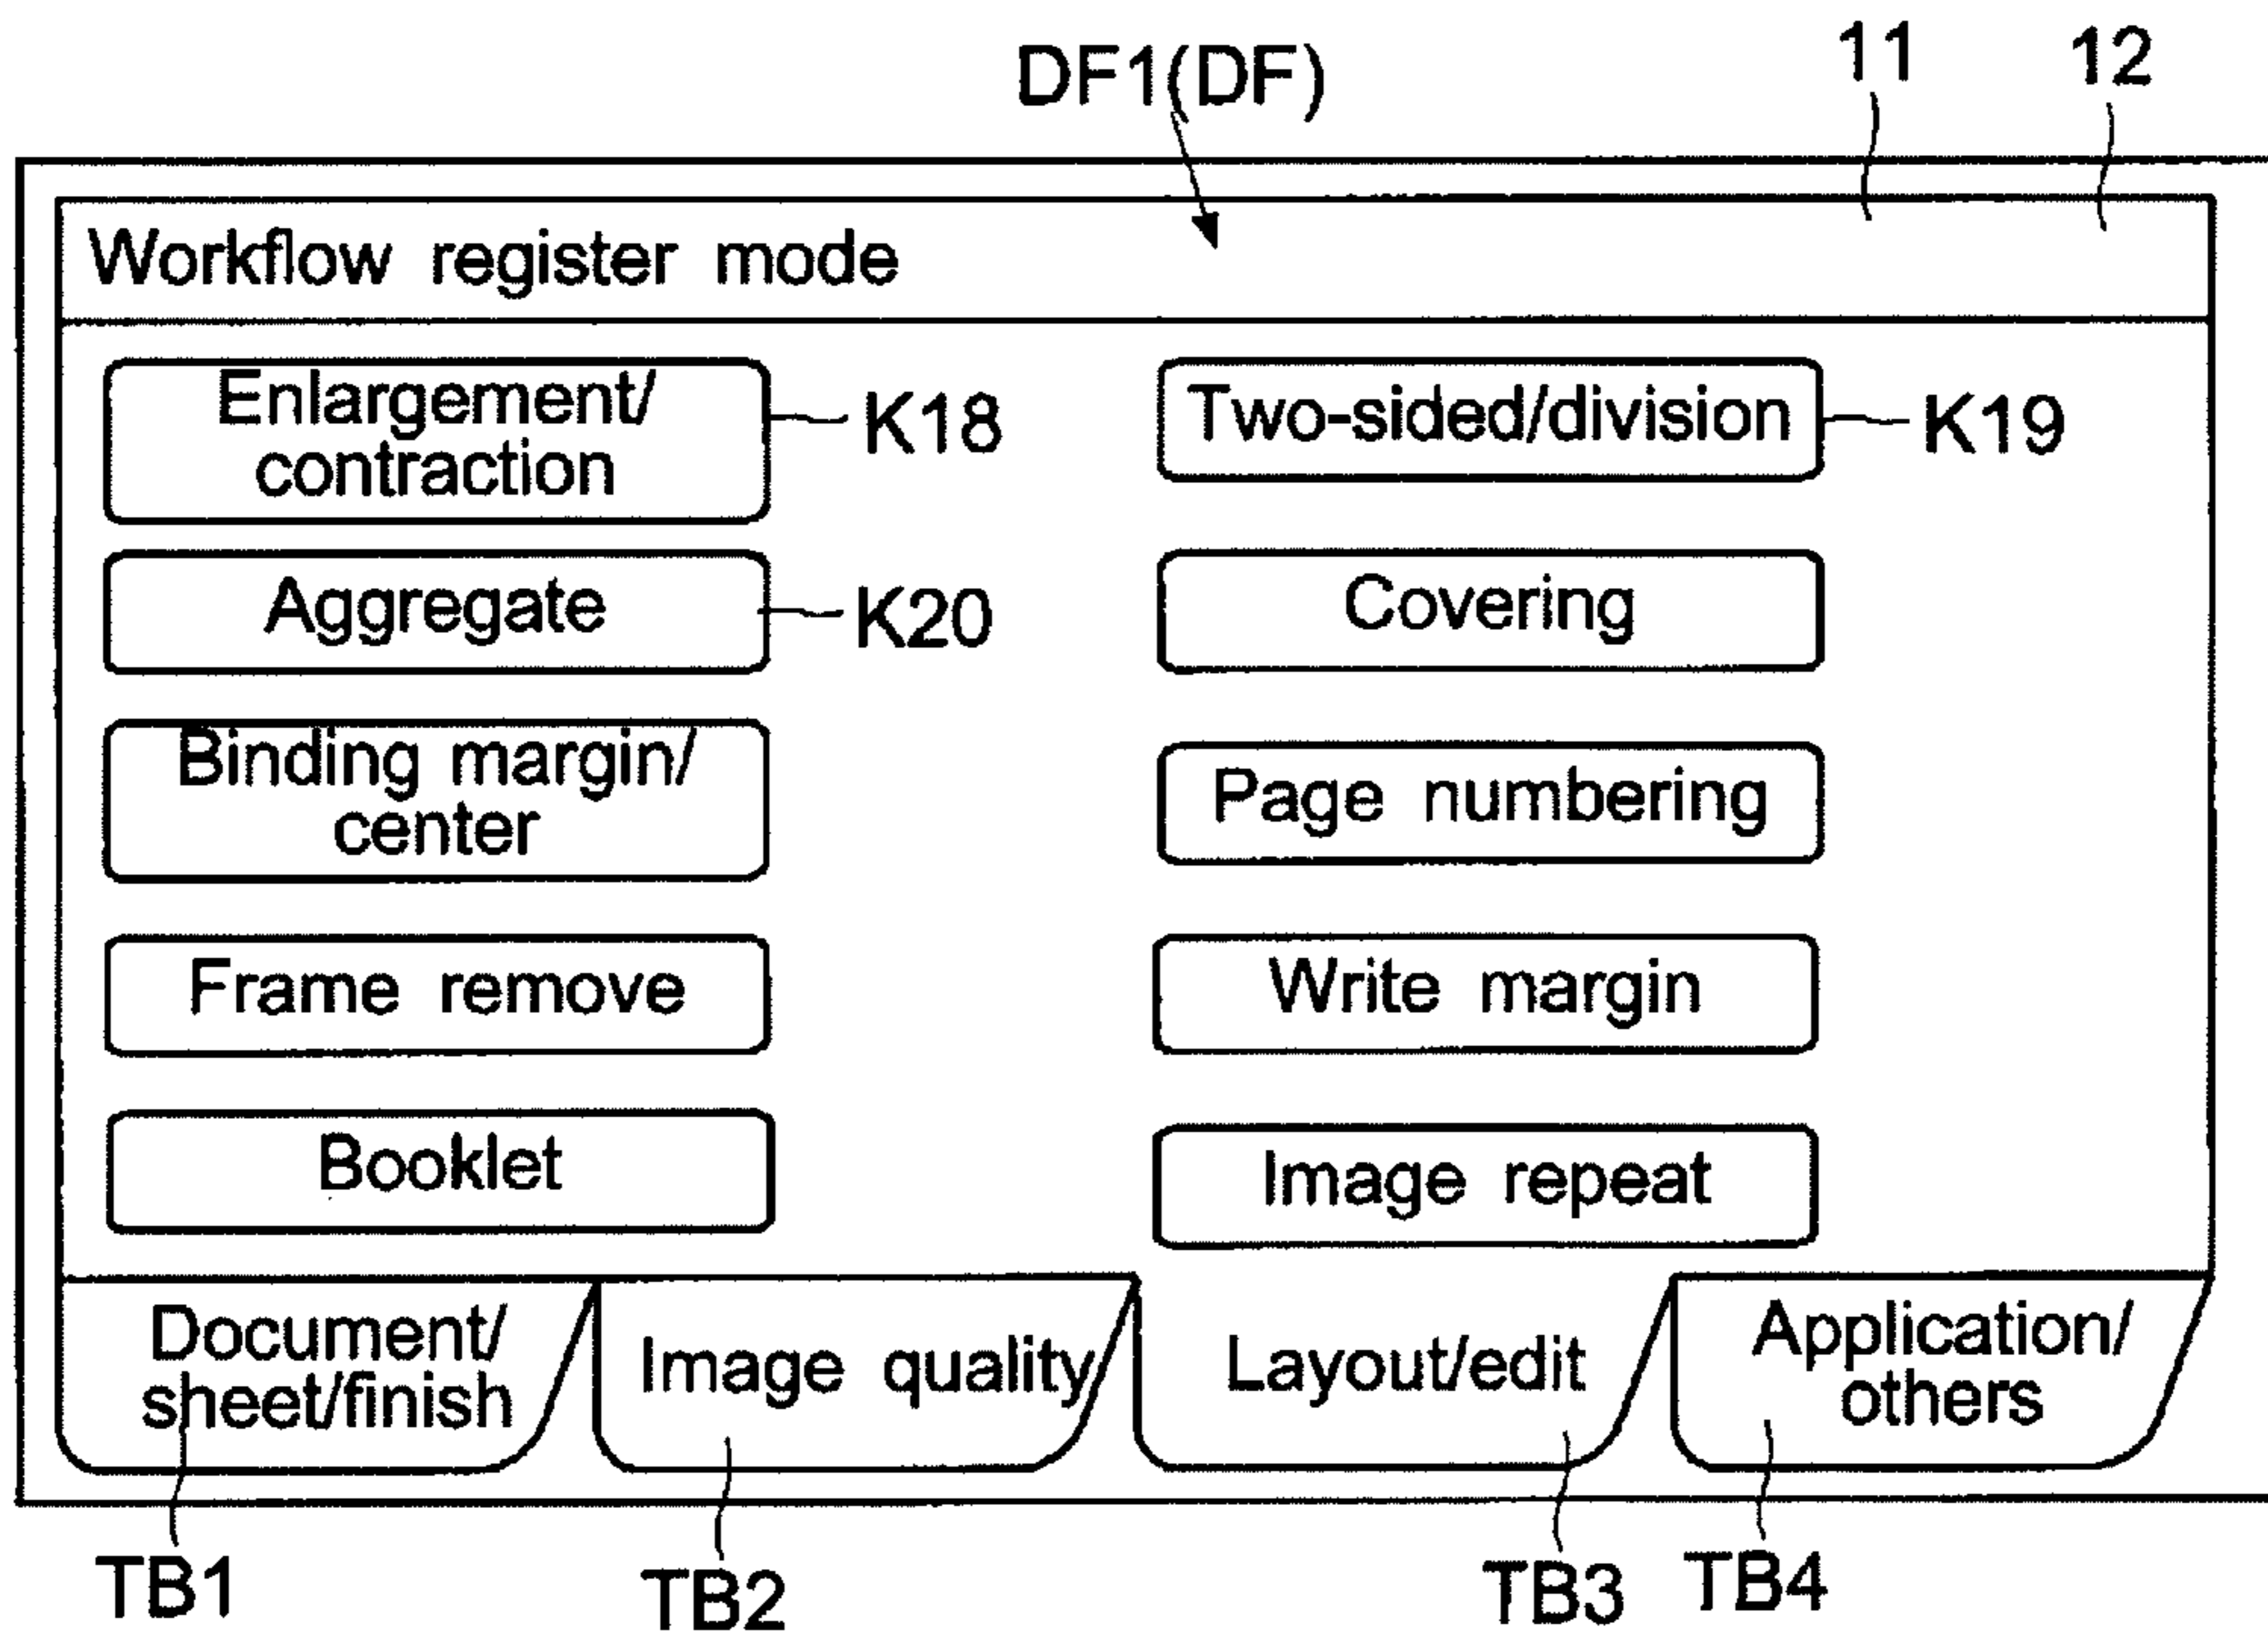 DF1(DF)
11
12
Workflow register mode
Enlargement/
contraction
K18
Two-sided/division
K19
Aggregate
K20
Covering
Binding margin/
center
Page numbering
Frame remove
Write margin
Booklet
Image repeat
Document/
sheet/finish
Image quality
Layout/edit
Application/
others
TB1
TB2
TB3
TB4